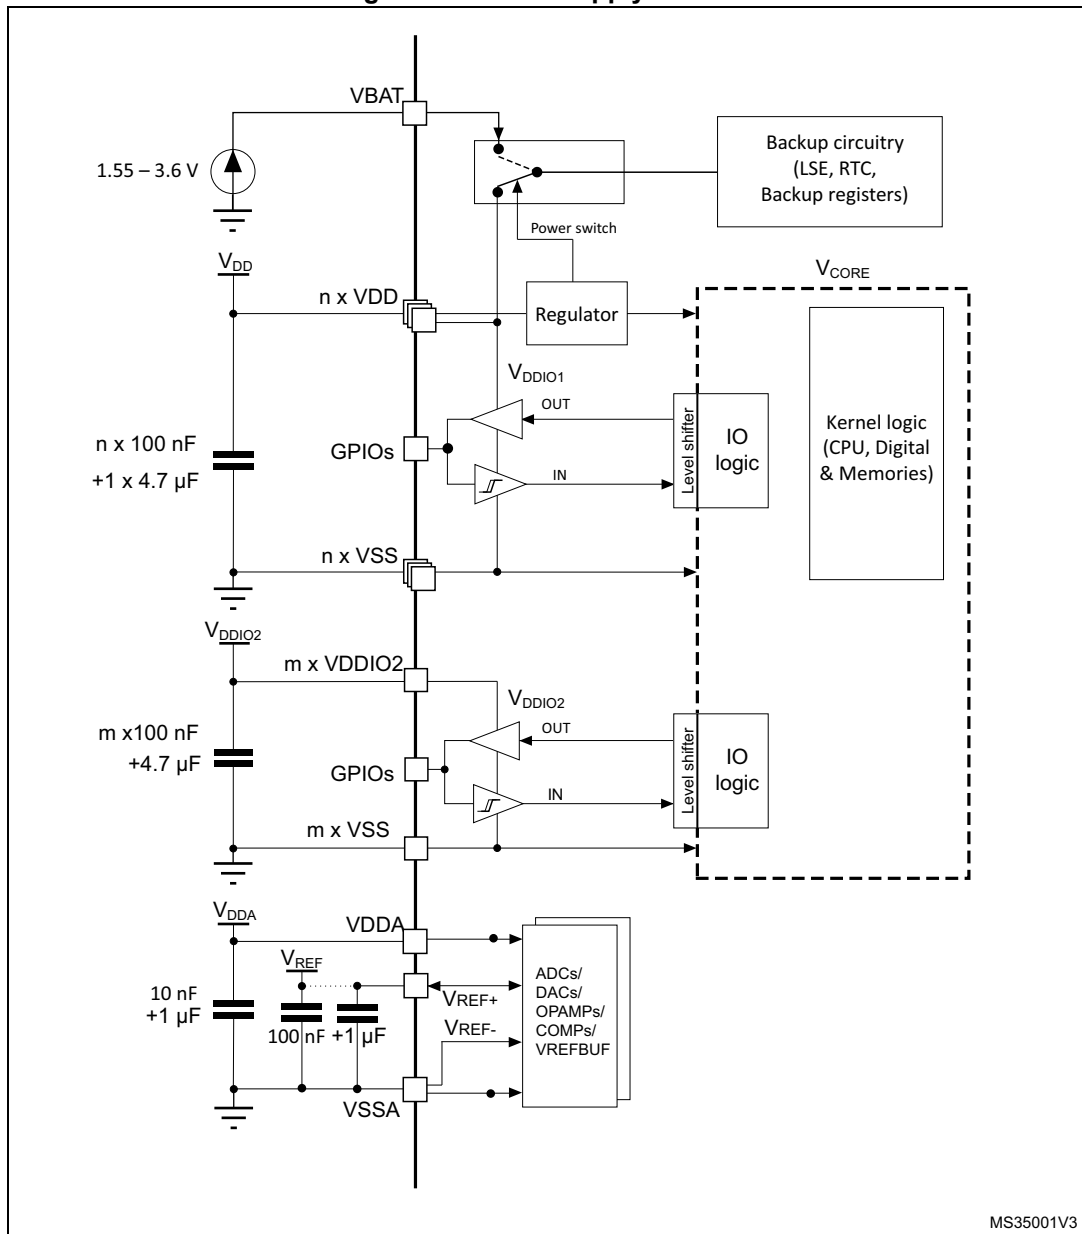 VBAT
1.55 – 3.6 V
Backup circuitry
(LSE, RTC,
Backup registers)
Power switch
VDD
n x VDD
Regulator
VCORE
VDDIO1
OUT
GPIOs
IN
Level shifter
IO
logic
Kernel logic
(CPU, Digital
& Memories)
n x 100 nF
+1 x 4.7 µF
n x VSS
VDDIO2
m x VDDIO2
VDDIO2
OUT
m x100 nF
+4.7 µF
GPIOs
IN
Level shifter
IO
logic
m x VSS
VDDA
VDDA
VREF
10 nF
+1 µF
100 nF
+1 µF
VREF+
VREF-
ADCs/
DACs/
OPAMPs/
COMPs/
VREFBUF
VSSA
MS35001V3